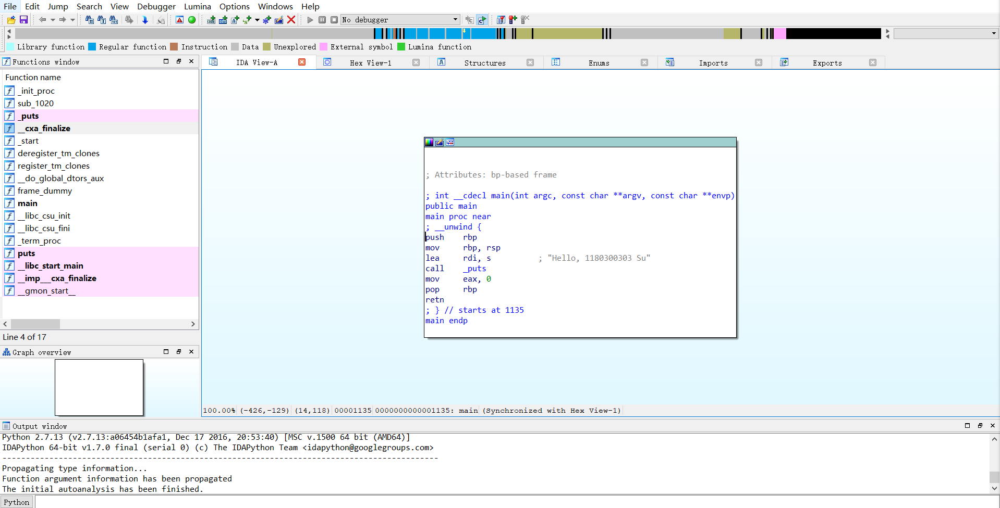 File Edit Jump Search View Debugger Lumina Options Windows Help
No debugger
Library function Regular function Instruction Data Unexplored External symbol Lumina function
Functions window
Function name
_init_proc
sub_1020
_puts
__cxa_finalize
_start
deregister_tm_clones
register_tm_clones
__do_global_dtors_aux
frame_dummy
main
__libc_csu_init
__libc_csu_fini
_term_proc
puts
__libc_start_main
__imp___cxa_finalize
__gmon_start__
Line 4 of 17
Graph overview
IDA View-A Hex View-1 Structures Enums Imports Exports
; Attributes: bp-based frame
; int __cdecl main(int argc, const char **argv, const char **envp)
public main
main proc near
; __unwind {
push rbp
mov rbp, rsp
lea rdi, s ; "Hello, 1180300303 Su"
call _puts
mov eax, 0
pop rbp
retn
; } // starts at 1135
main endp
100.00% (-426,-129) (14,118) 00001135 0000000000001135: main (Synchronized with Hex View-1)
Output window
Python 2.7.13 (v2.7.13:a06454b1afa1, Dec 17 2016, 20:53:40) [MSC v.1500 64 bit (AMD64)]
IDAPython 64-bit v1.7.0 final (serial 0) (c) The IDAPython Team <idapython@googlegroups.com>
---------------------------------------------------------------------------------------------
Propagating type information...
Function argument information has been propagated
The initial autoanalysis has been finished.
Python